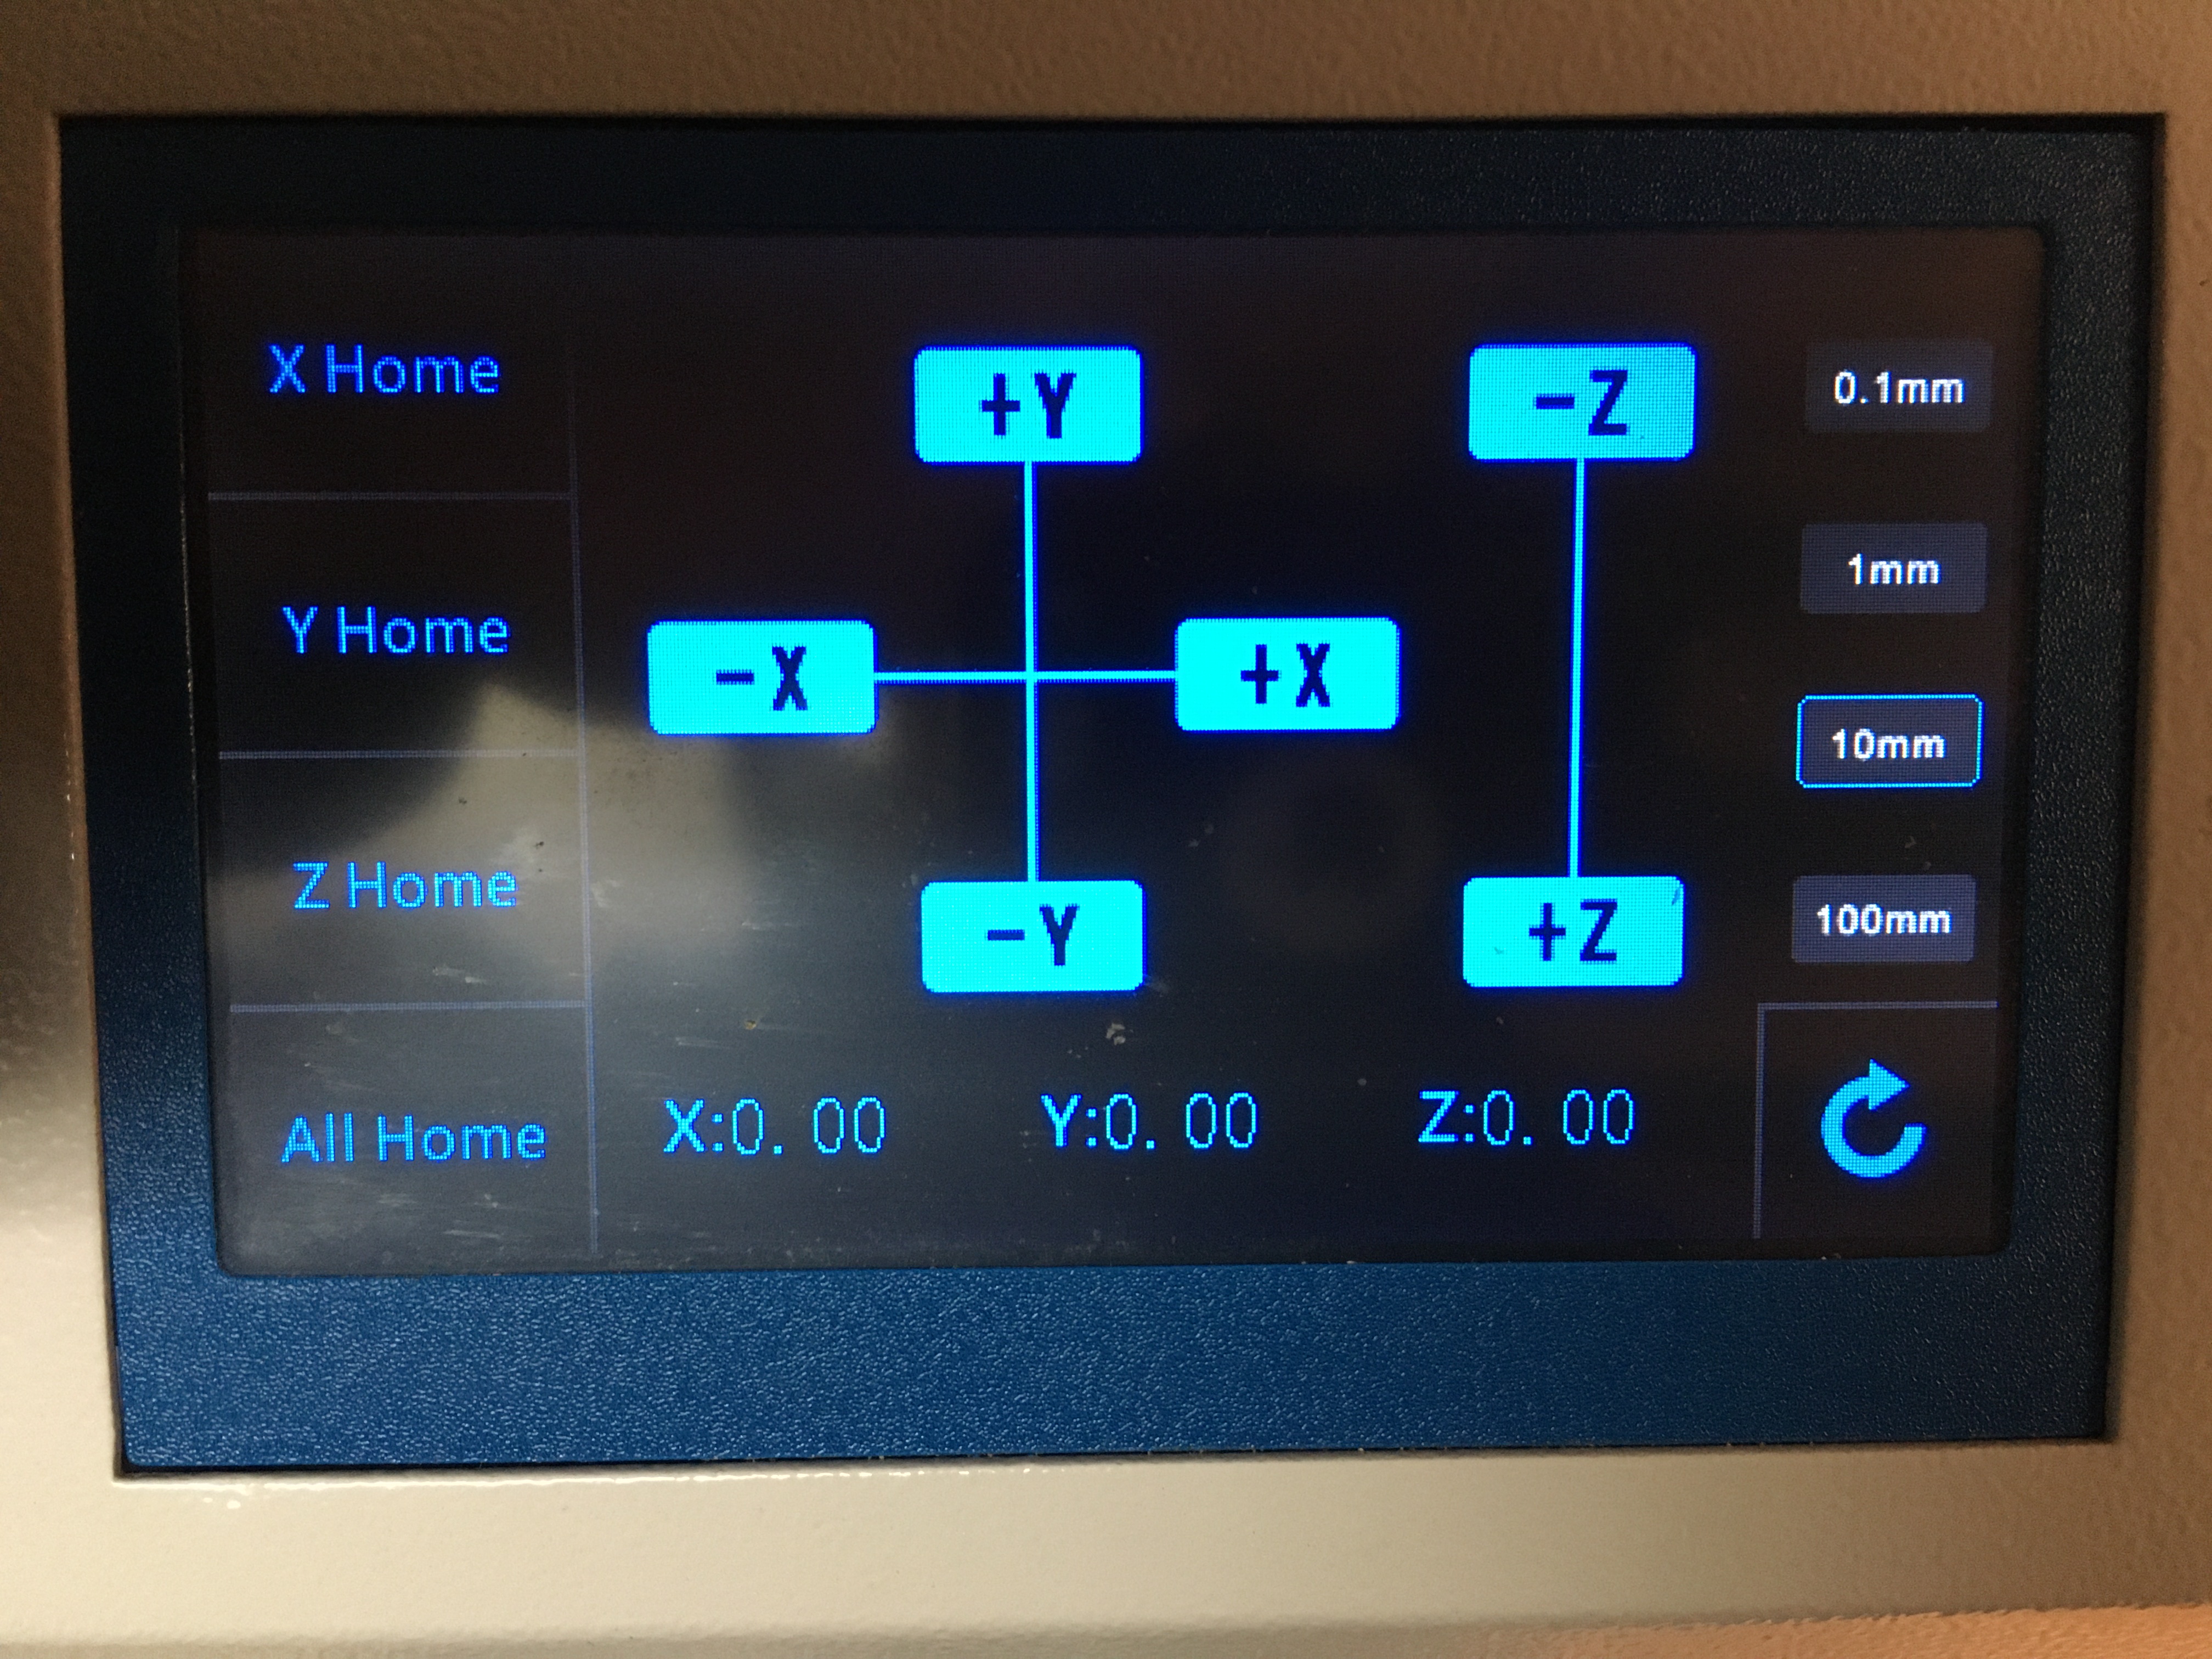 X Home
Y Home
Z Home
All Home
+Y
-X
+X
-Y
-Z
+Z
0.1mm
1mm
10mm
100mm
X:0. 00 Y:0. 00 Z:0. 00